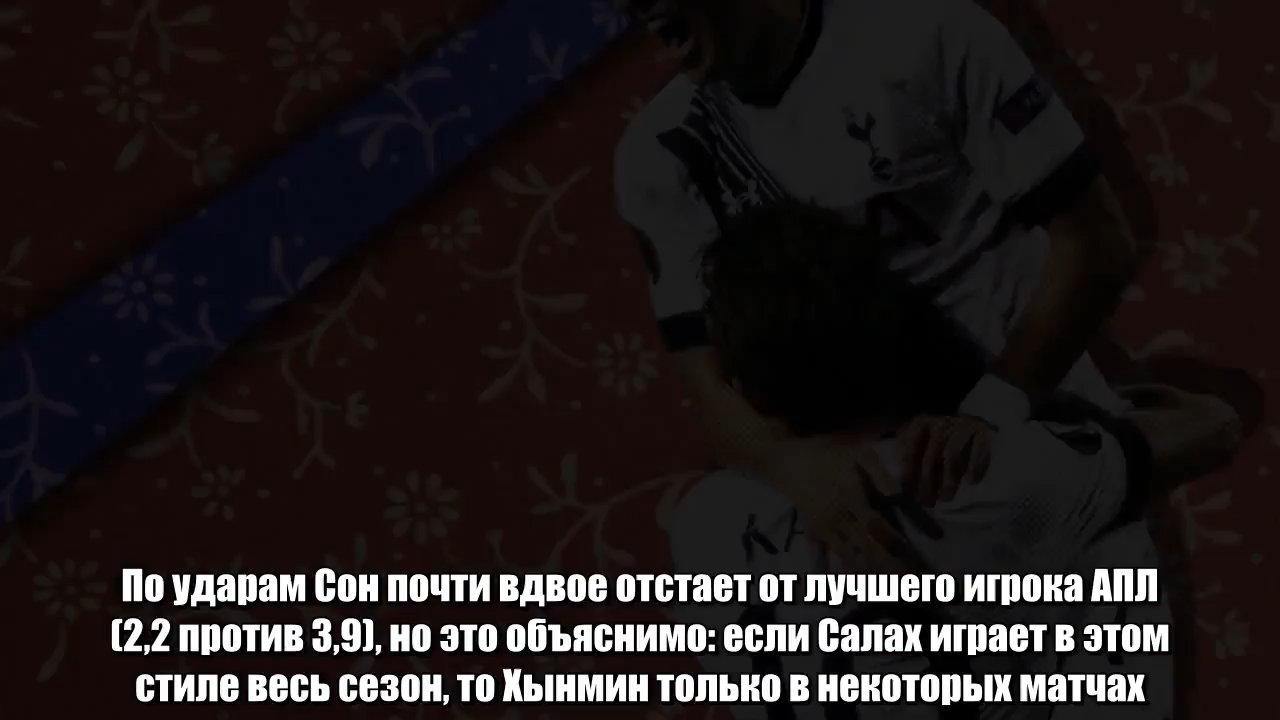 По ударам Сон почти вдвое отстает от лучшего игрока АПЛ
(2,2 против 3,9), но это объяснимо: если Салах играет в этом
стиле весь сезон, то Хынмин только в некоторых матчах